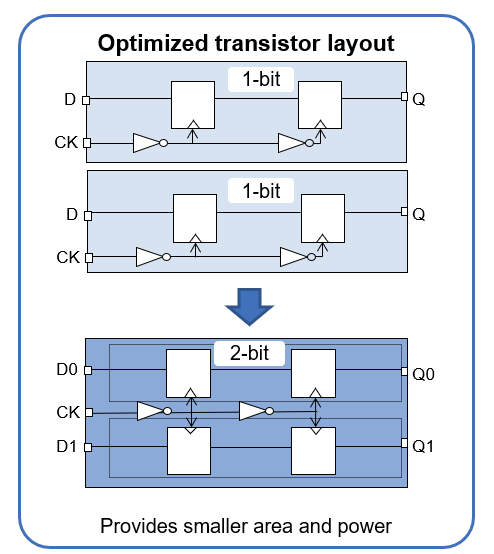 Optimized transistor layout
1-bit
D
Q
CK
1-bit
D
Q
CK
2-bit
D0
Q0
CK
D1
Q1
Provides smaller area and power